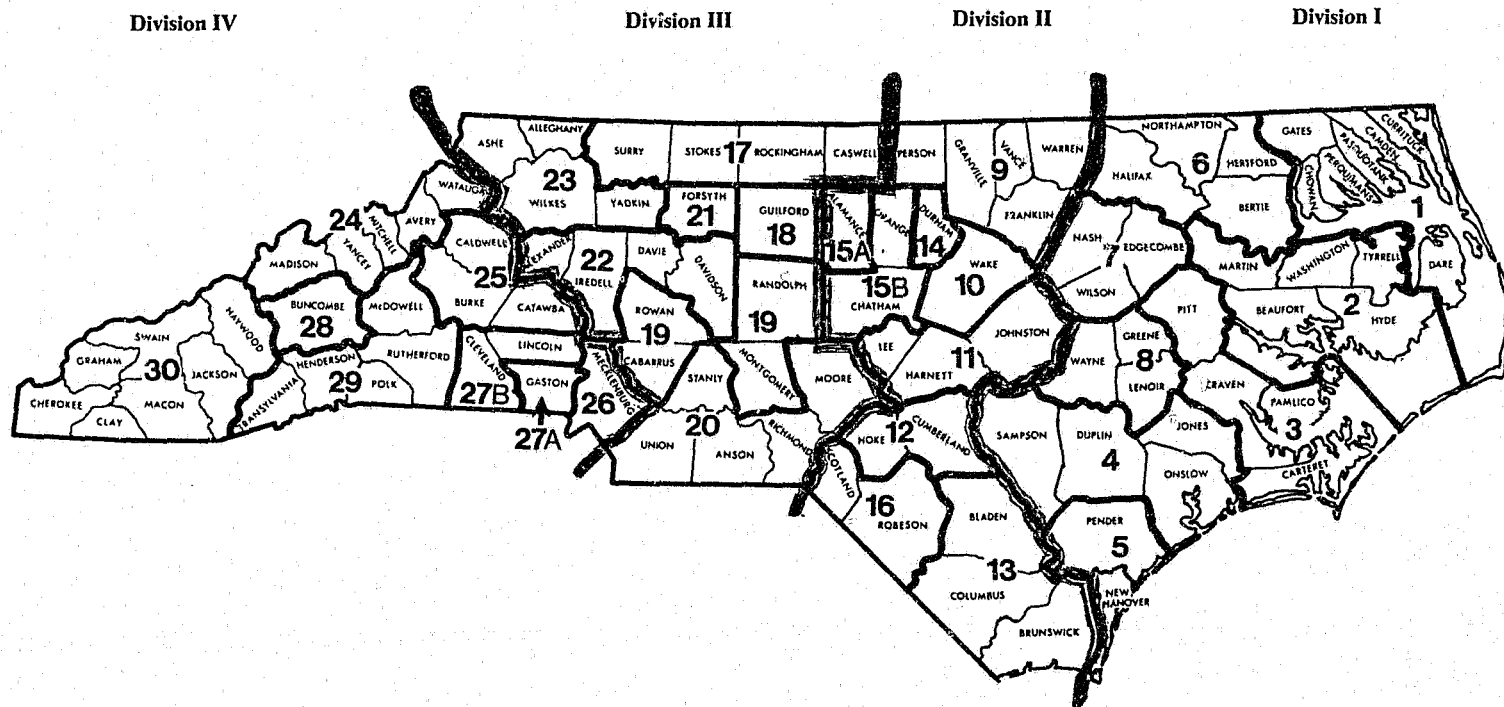 Division IV Division III Division II Division I
ASHE ALLEGHANY SURRY STOKES 17 ROCKINGHAM CASWELL PERSON GRANVILLE VANCE 9 WARREN NORTHAMPTON 6 GATES CURRITUCK CAMDEN PASQUOTANK PERQUIMANS CHOWAN 1
WATAUGA 23 WILKES YADKIN FORSYTH 21 GUILFORD 18 ALAMANCE 15A ORANGE DURHAM 14 FRANKLIN HALIFAX HERTFORD BERTIE
24 MITCHELL AVERY YANCEY MADISON CALDWELL 25 ALEXANDER 22 IREDELL DAVIE DAVIDSON RANDOLPH 19 15B CHATHAM WAKE 10 NASH 7 EDGECOMBE WILSON MARTIN WASHINGTON TYRRELL DARE
BUNCOMBE 28 McDOWELL BURKE CATAWBA ROWAN 19 LEE 11 JOHNSTON GREENE 8 PITT BEAUFORT 2 HYDE
SWAIN HAYWOOD GRAHAM 30 JACKSON HENDERSON RUTHERFORD CLEVELAND LINCOLN CABARRUS STANLY MONTGOMERY MOORE HARNETT WAYNE LENOIR CRAVEN PAMLICO 3
CHEROKEE MACON CLAY TRANSYLVANIA 29 POLK 27B GASTON 26 MECKLENBURG 20 RICHMOND 12 HOKE CUMBERLAND SAMPSON DUPLIN 4 JONES
27A UNION ANSON SCOTLAND ONSLOW CARTERET
16 ROBESON BLADEN PENDER 5
13 COLUMBUS NEW HANOVER
BRUNSWICK